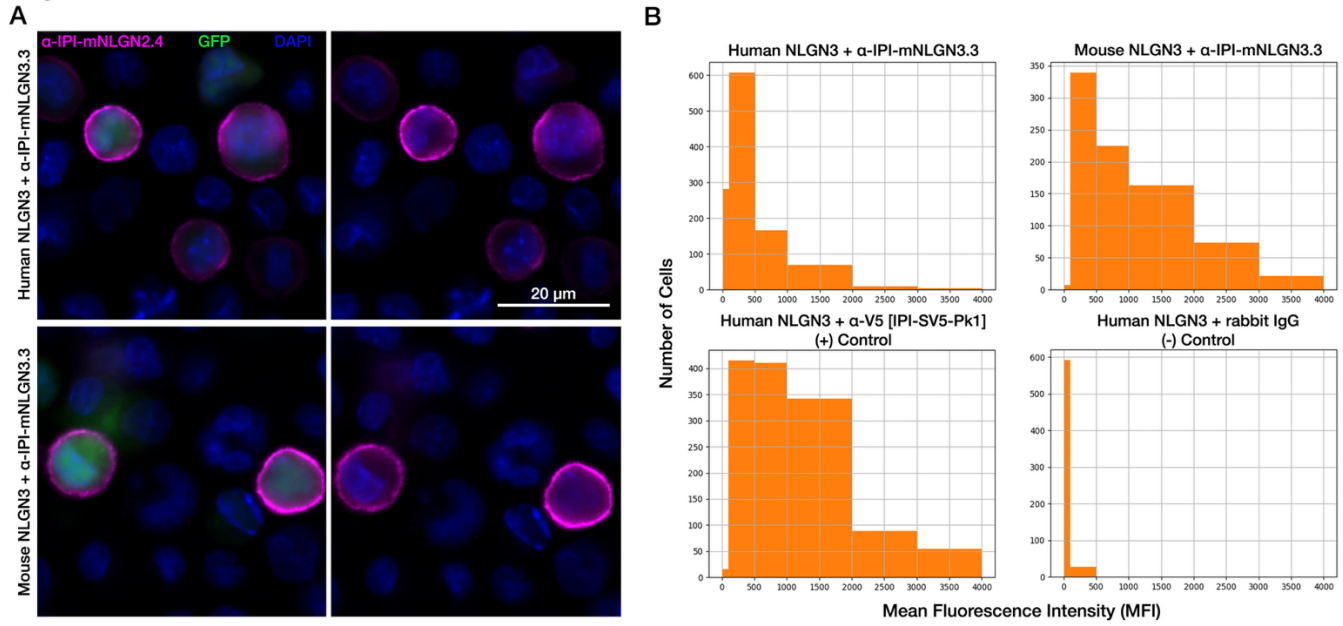 A
B
α-IPI-mNLGN2.4 GFP DAPI
Human NLGN3 + α-IPI-mNLGN3.3
20 µm
Mouse NLGN3 + α-IPI-mNLGN3.3
Number of Cells
Human NLGN3 + α-IPI-mNLGN3.3
600
500
400
300
200
100
0
0 500 1000 1500 2000 2500 3000 3500 4000
Mouse NLGN3 + α-IPI-mNLGN3.3
350
300
250
200
150
100
50
0
0 500 1000 1500 2000 2500 3000 3500 4000
Human NLGN3 + α-V5 [IPI-SV5-Pk1]
(+) Control
400
350
300
250
200
150
100
50
0
0 500 1000 1500 2000 2500 3000 3500 4000
Human NLGN3 + rabbit IgG
(-) Control
600
500
400
300
200
100
0
0 500 1000 1500 2000 2500 3000 3500 4000
Mean Fluorescence Intensity (MFI)